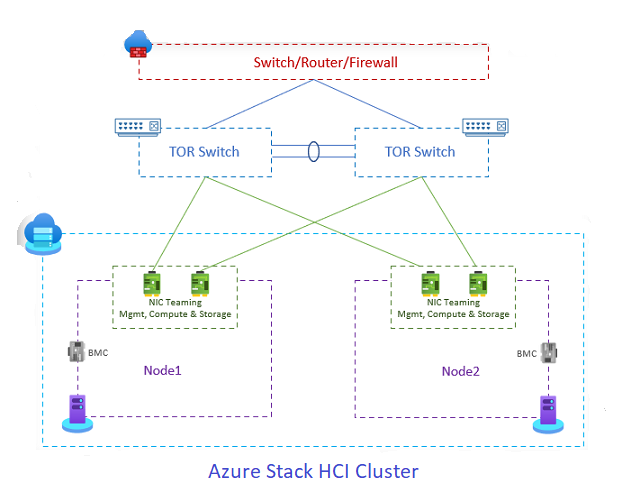 Switch/Router/Firewall
TOR Switch
TOR Switch
NIC Teaming
Mgmt, Compute & Storage
NIC Teaming
Mgmt, Compute & Storage
BMC
BMC
Node1
Node2
Azure Stack HCI Cluster